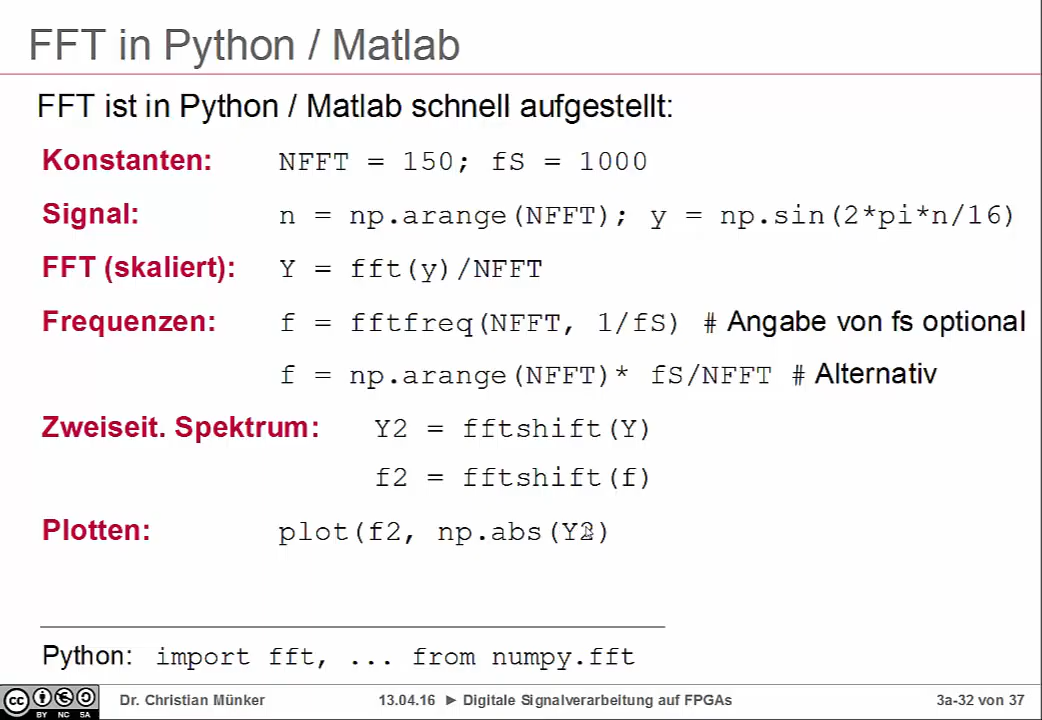 FFT in Python / Matlab
FFT ist in Python / Matlab schnell aufgestellt:
Konstanten: NFFT = 150; fS = 1000
Signal: n = np.arange(NFFT); y = np.sin(2*pi*n/16)
FFT (skaliert): Y = fft(y)/NFFT
Frequenzen: f = fftfreq(NFFT, 1/fS) # Angabe von fs optional
f = np.arange(NFFT)* fS/NFFT # Alternativ
Zweiseit. Spektrum: Y2 = fftshift(Y)
f2 = fftshift(f)
Plotten: plot(f2, np.abs(Y2)
Python: import fft, ... from numpy.fft
cc BY NC SA Dr. Christian Münker 13.04.16 ► Digitale Signalverarbeitung auf FPGAs 3a-32 von 37